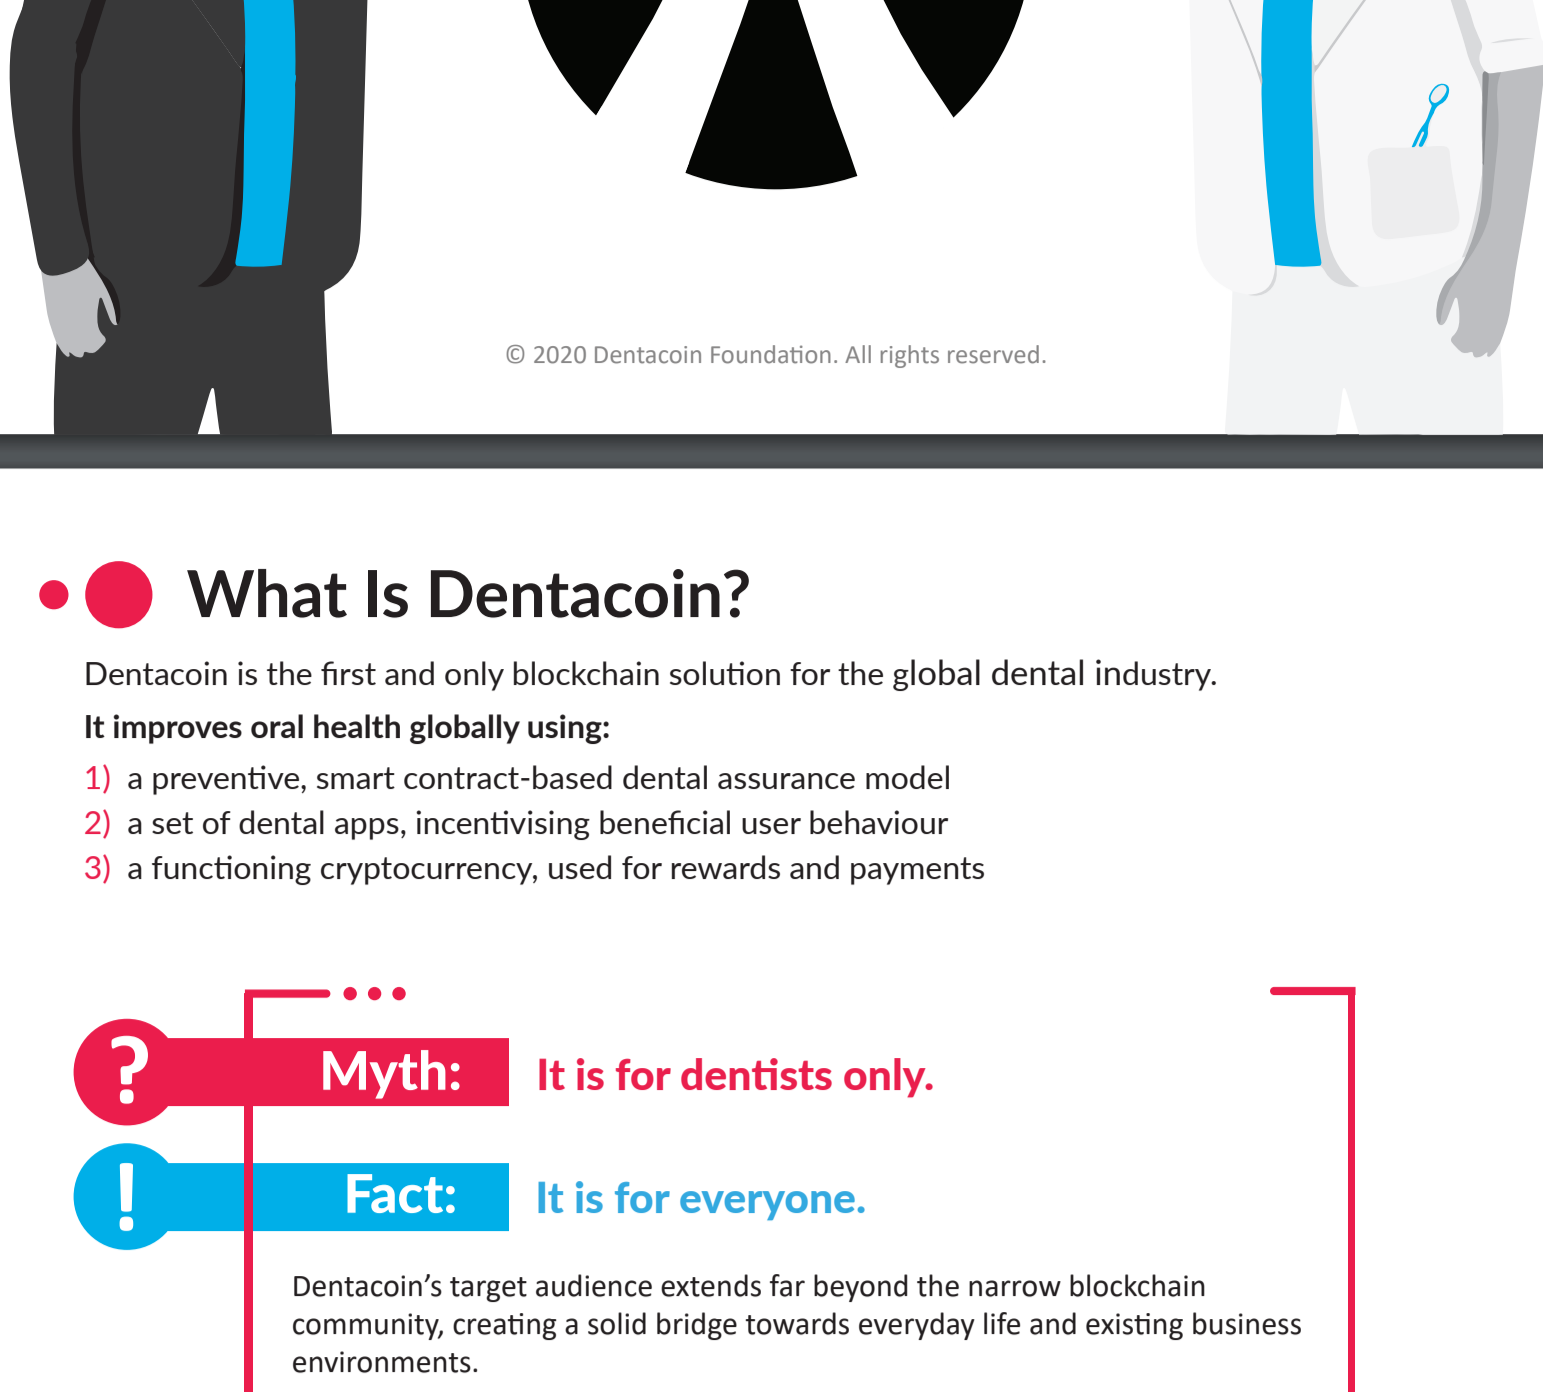 © 2020 Dentacoin Foundation. All rights reserved.
What Is Dentacoin?
Dentacoin is the first and only blockchain solution for the global dental industry.
It improves oral health globally using:
1) a preventive, smart contract-based dental assurance model
2) a set of dental apps, incentivising beneficial user behaviour
3) a functioning cryptocurrency, used for rewards and payments
? Myth: It is for dentists only.
! Fact: It is for everyone.
Dentacoin’s target audience extends far beyond the narrow blockchain
community, creating a solid bridge towards everyday life and existing business
environments.